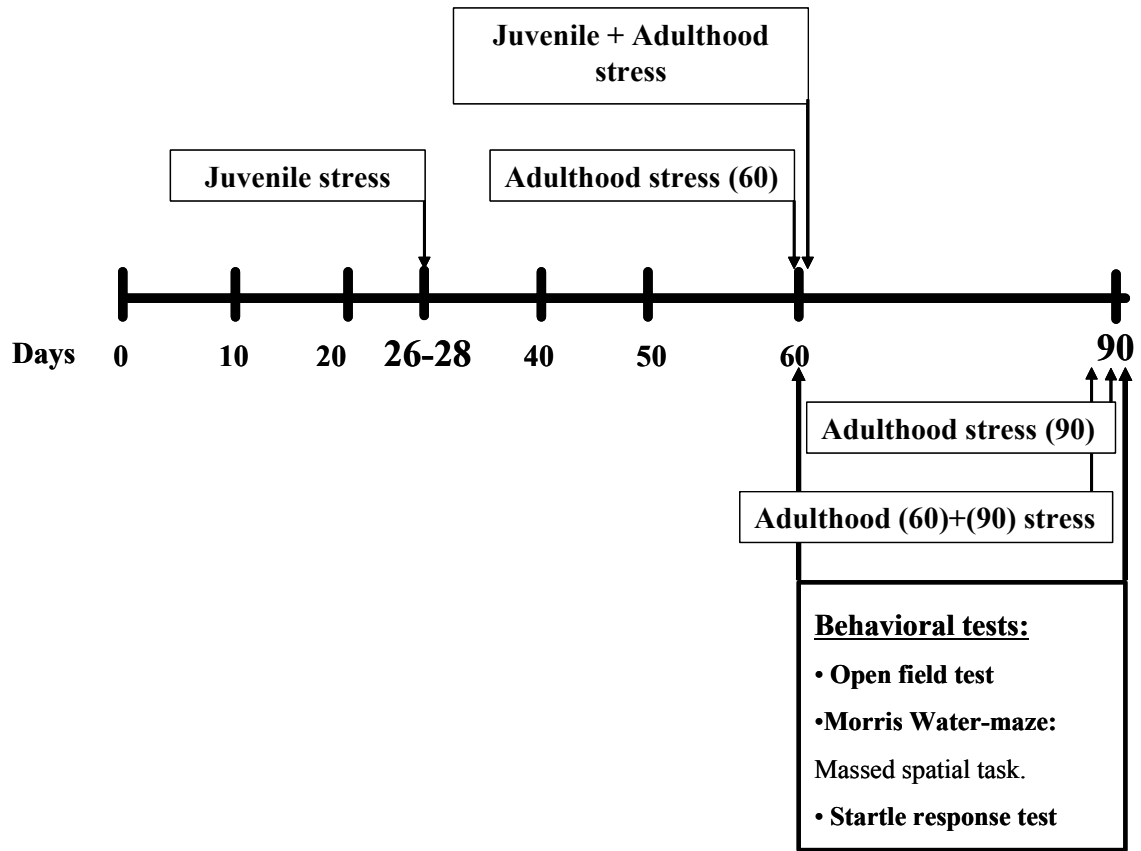 Juvenile + Adulthood
stress
Juvenile stress
Adulthood stress (60)
Days 0 10 20 26-28 40 50 60 90
Adulthood stress (90)
Adulthood (60)+(90) stress
Behavioral tests:
• Open field test
•Morris Water-maze:
Massed spatial task.
• Startle response test